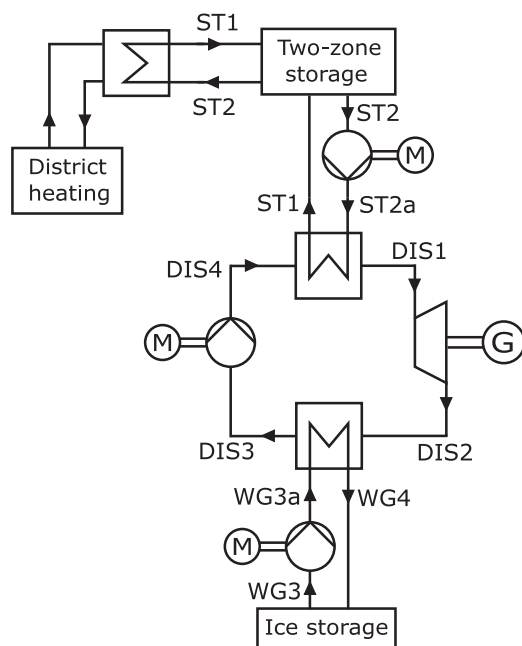 ST1
Two-zone
storage
ST2
ST2
M
District
heating
ST1
ST2a
DIS4
DIS1
M
G
DIS3
DIS2
WG3a
WG4
M
WG3
Ice storage